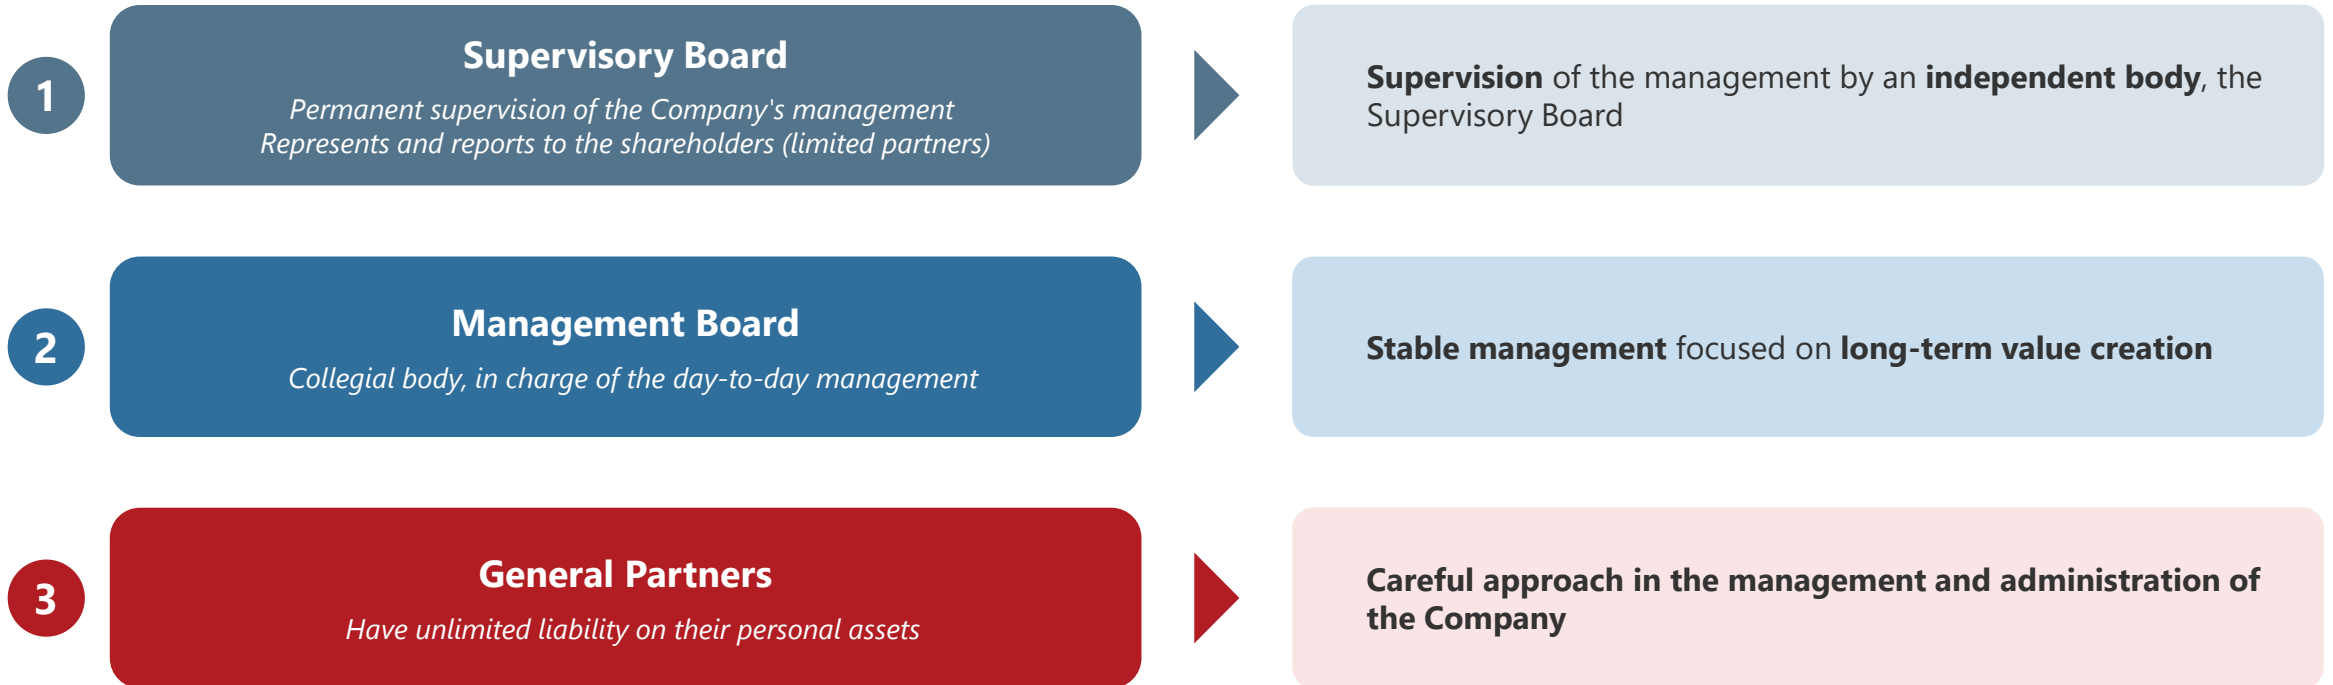 1
Supervisory Board
Permanent supervision of the Company's management
Represents and reports to the shareholders (limited partners)
Supervision of the management by an independent body, the
Supervisory Board
2
Management Board
Collegial body, in charge of the day-to-day management
Stable management focused on long-term value creation
3
General Partners
Have unlimited liability on their personal assets
Careful approach in the management and administration of
the Company